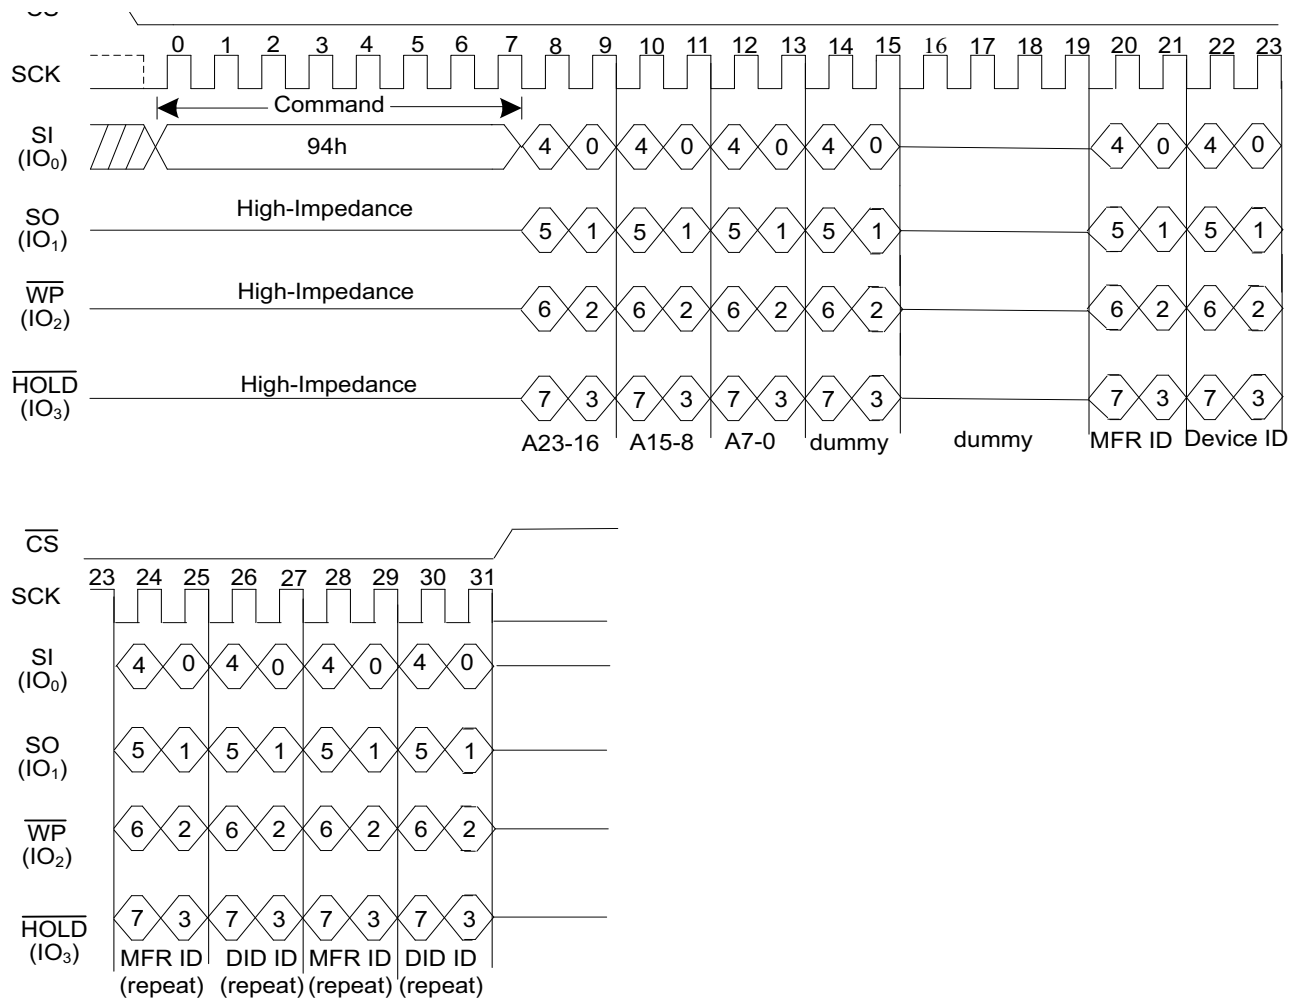 0 1 2 3 4 5 6 7 8 9 10 11 12 13 14 15 16 17 18 19 20 21 22 23
SCK
Command
SI
(IO₀)
94h
4 0 4 0 4 0 4 0 4 0 4 0
SO
(IO₁)
High-Impedance
5 1 5 1 5 1 5 1 5 1 5 1
WP
(IO₂)
High-Impedance
6 2 6 2 6 2 6 2 6 2 6 2
HOLD
(IO₃)
High-Impedance
7 3 7 3 7 3 7 3 7 3 7 3
A23-16 A15-8 A7-0 dummy dummy MFR ID Device ID
CS
23 24 25 26 27 28 29 30 31
SCK
SI
(IO₀)
4 0 4 0 4 0 4 0
SO
(IO₁)
5 1 5 1 5 1 5 1
WP
(IO₂)
6 2 6 2 6 2 6 2
HOLD
(IO₃)
7 3 7 3 7 3 7 3
MFR ID DID ID MFR ID DID ID
(repeat) (repeat) (repeat) (repeat)